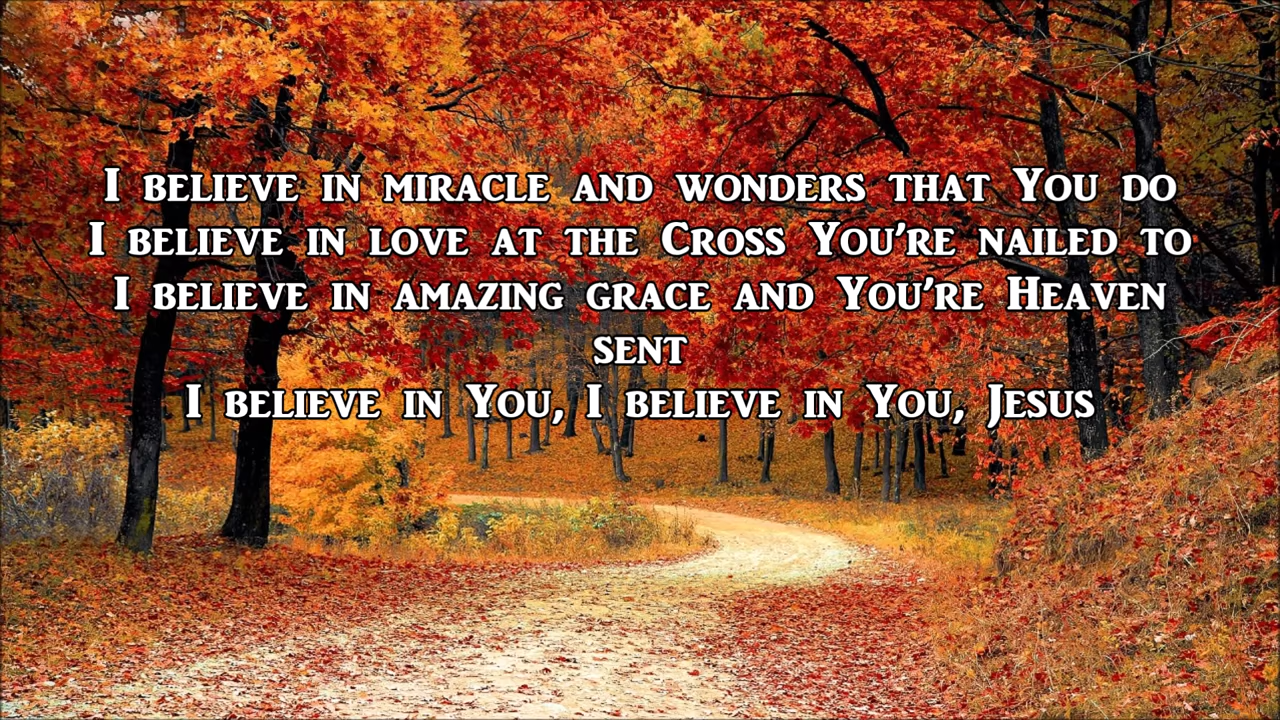 I believe in miracle and wonders that You do
I believe in love at the Cross You're nailed to
I believe in amazing grace and You're Heaven
sent
I believe in You, I believe in You, Jesus